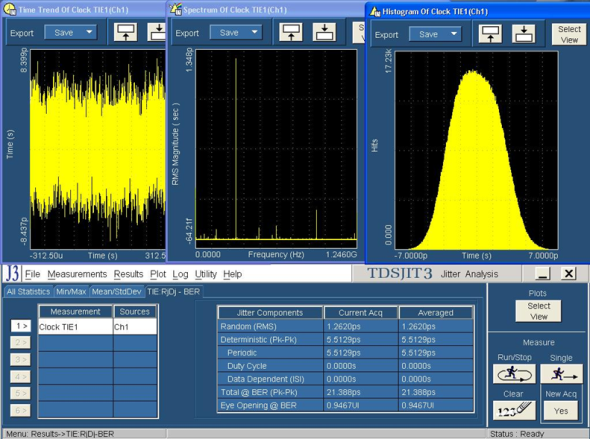 Time Trend Of Clock TIE1(Ch1)
Export
Save
8.399p
Time (s)
-8.437p
-312.50u
Time (s)
312.5
Spectrum Of Clock TIE1(Ch1)
Export
Save
1.348p
RMS Magnitude ( sec )
-64.21f
0.0000
Frequency (Hz)
1.2460G
Histogram Of Clock TIE1(Ch1)
Export
Save
Select
View
17.23k
Hits
0.000
-7.0000p
Time (s)
7.0000p
J3 File Measurements Results Plot Log Utility Help
TDSJIT3 Jitter Analysis
All Statistics Min/Max Mean/StdDev TIE RjDj - BER
Measurement Sources
1 > Clock TIE1 Ch1
2 >
3 >
4 >
5 >
6 >
Jitter Components Current Acq Averaged
Random (RMS) 1.2620ps 1.2620ps
Deterministic (Pk-Pk) 5.5129ps 5.5129ps
Periodic 5.5129ps 5.5129ps
Duty Cycle 0.0000s 0.0000s
Data Dependent (ISI) 0.0000s 0.0000s
Total @ BER (Pk-Pk) 21.388ps 21.388ps
Eye Opening @ BER 0.9467UI 0.9467UI
Plots
Select
View
Measure
Run/Stop Single
Clear New Acq
123 Yes
Menu: Results->TIE:RjDj-BER
Status : Ready